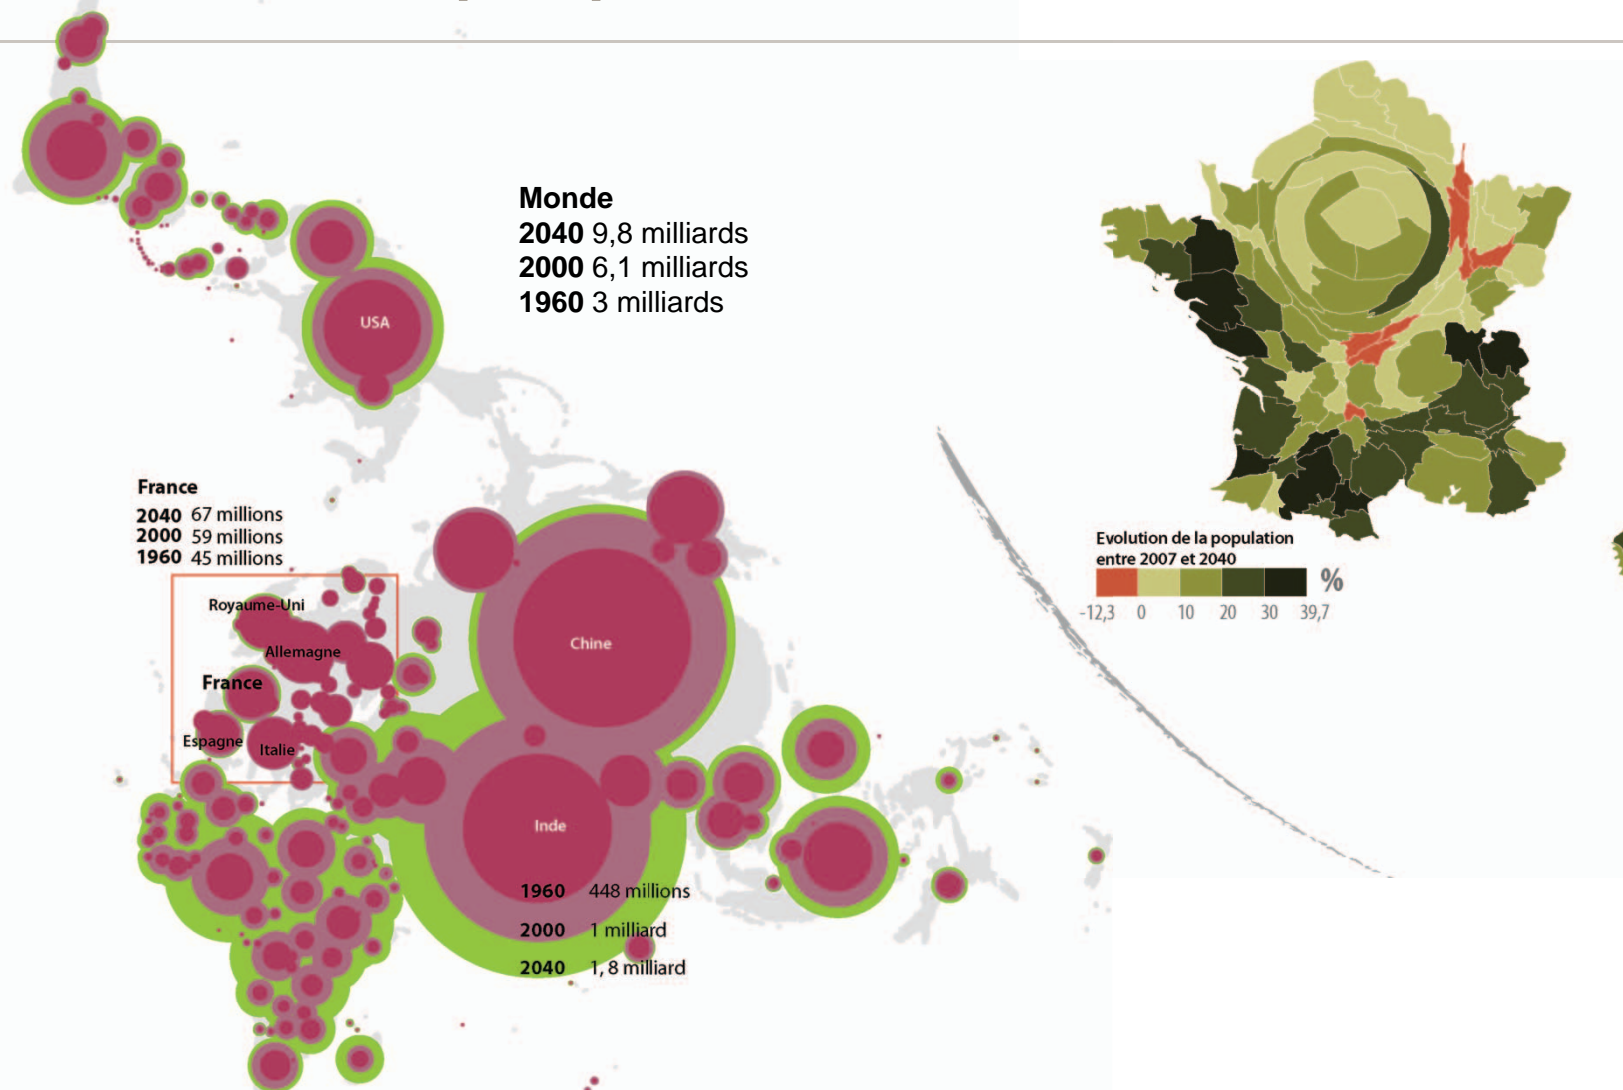 Monde
2040 9,8 milliards
2000 6,1 milliards
1960 3 milliards
USA
France
2040 67 millions
2000 59 millions
1960 45 millions
Royaume-Uni
Allemagne
France
Espagne
Italie
Chine
Inde
1960 448 millions
2000 1 milliard
2040 1, 8 milliard
Evolution de la population
entre 2007 et 2040
%
-12,3 0 10 20 30 39,7